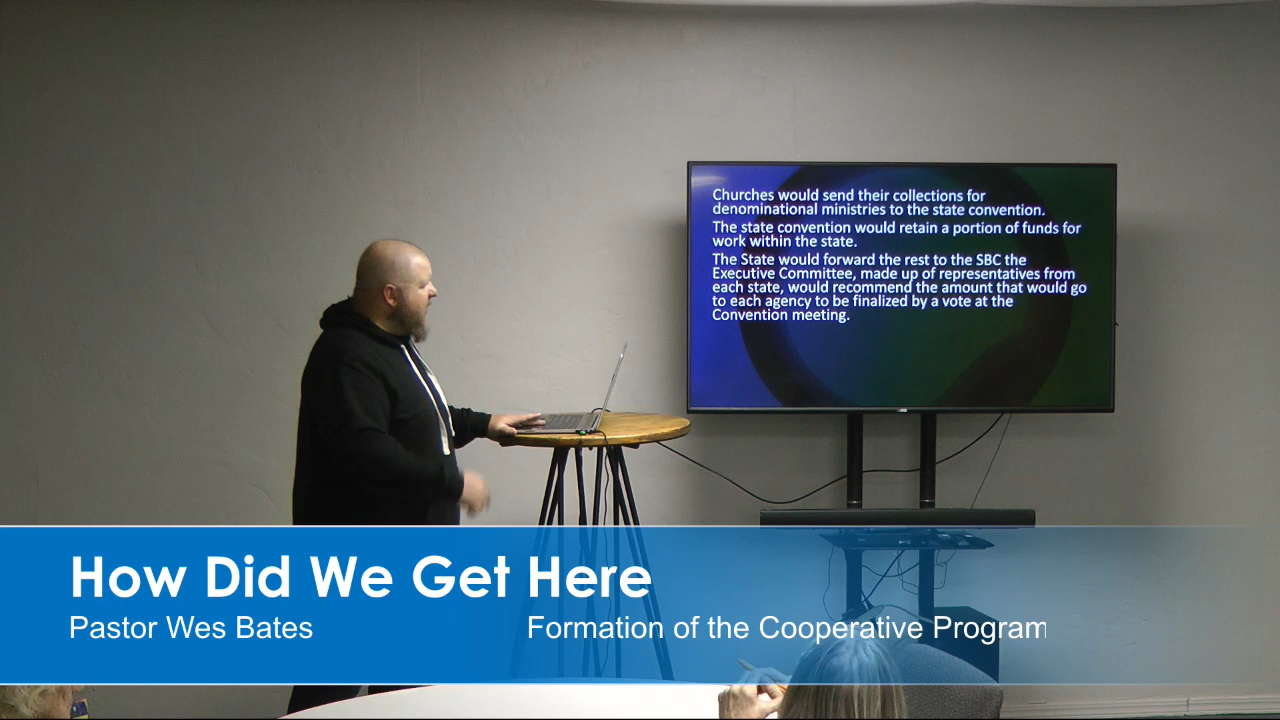 Churches would send their collections for
denominational ministries to the state convention.
The state convention would retain a portion of funds for
work within the state.
The State would forward the rest to the SBC the
Executive Committee, made up of representatives from
each state, would recommend the amount that would go
to each agency to be finalized by a vote at the
Convention meeting.
How Did We Get Here
Pastor Wes Bates
Formation of the Cooperative Program